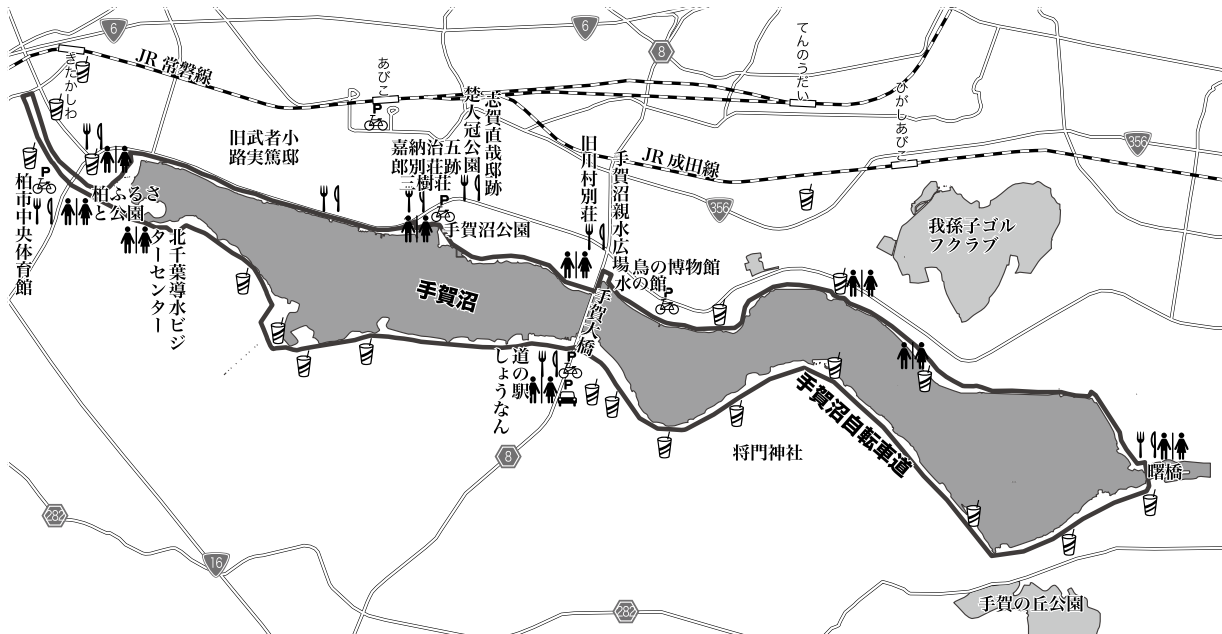 6
6
8
JR 常磐線
きたかしわ
あびこ
P
てんのうだい
ひがしあびこ
JR 成田線
356
356
旧武者小
路実篤邸
志賀直哉邸跡
楚人冠公園
嘉納治五
郎別荘跡
三樹荘
P
手賀沼公園
旧川村別荘
手賀沼親水広場
水の館
鳥の博物館
P
我孫子ゴル
フクラブ
P
柏市中央体育館
柏ふるさ
と公園
北千葉導水ビジ
ターセンター
手賀沼
手賀大橋
道の駅
しょうなん
P
P
8
将門神社
手賀沼自転車道
曙橋
282
16
282
手賀の丘公園